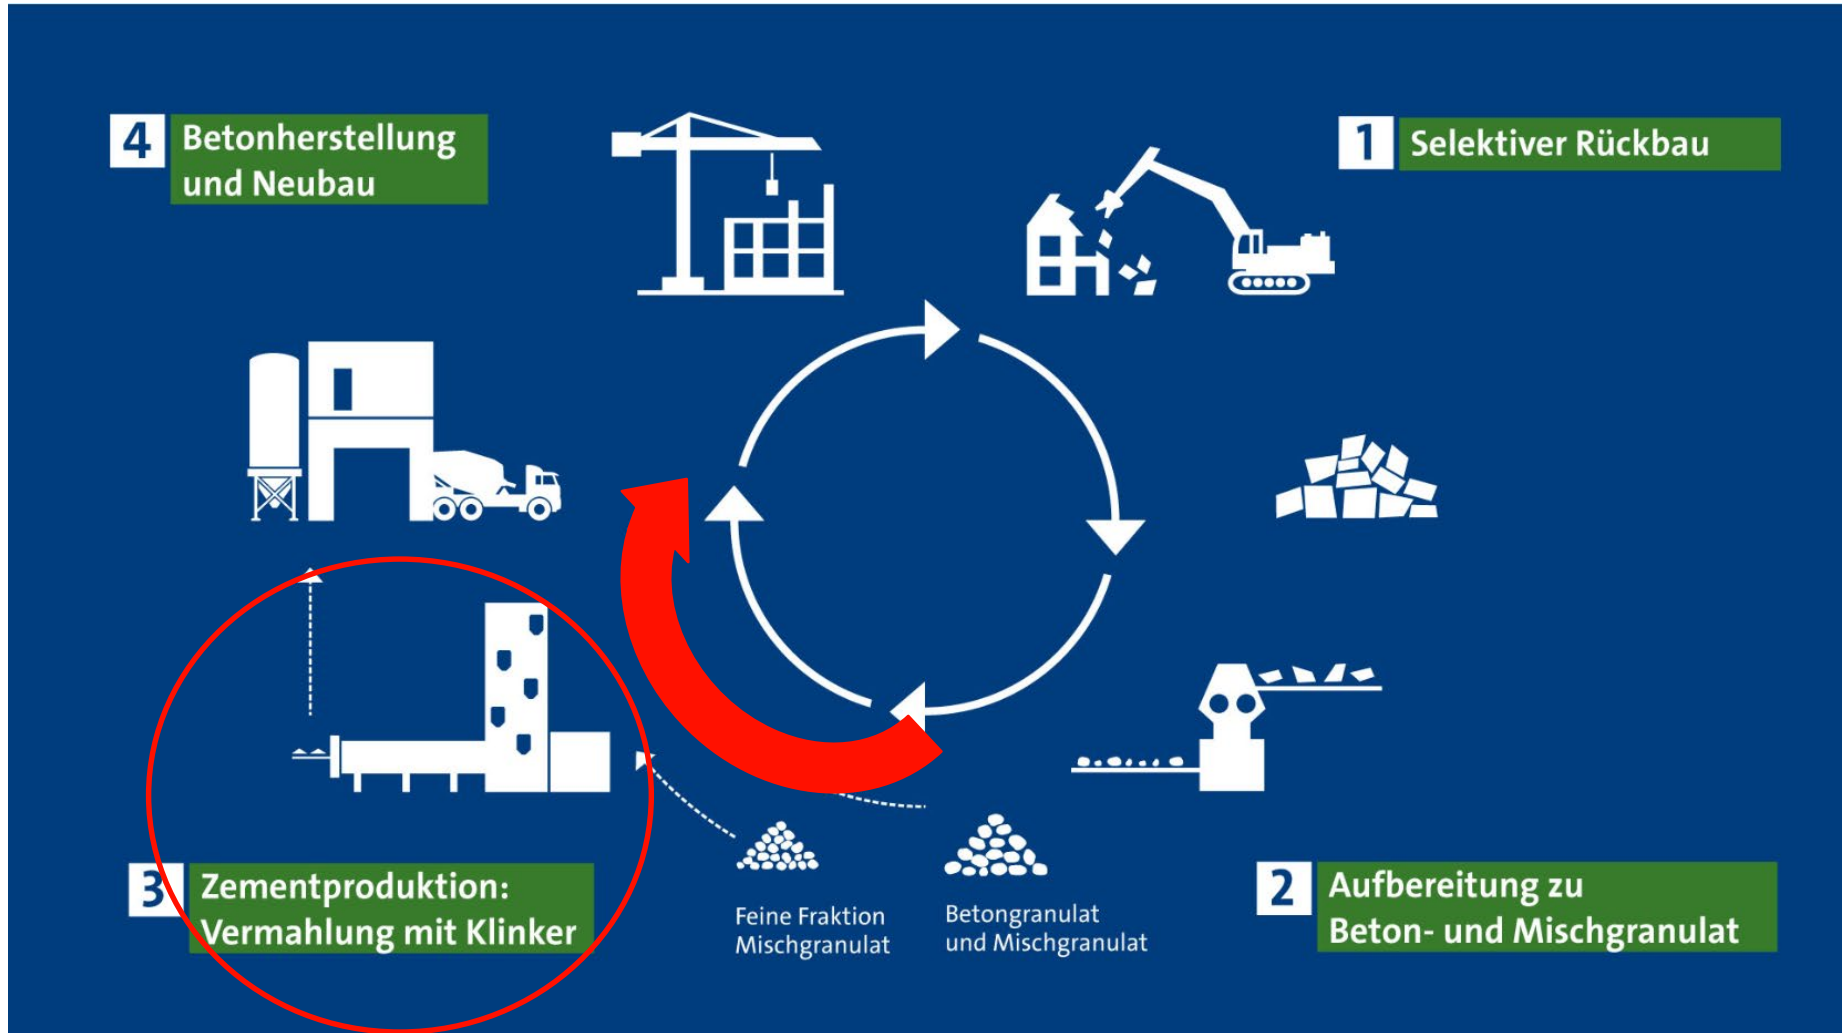 4
Betonherstellung
und Neubau
1
Selektiver Rückbau
3
Zementproduktion:
Vermahlung mit Klinker
Feine Fraktion
Mischgranulat
Betongranulat
und Mischgranulat
2
Aufbereitung zu
Beton- und Mischgranulat